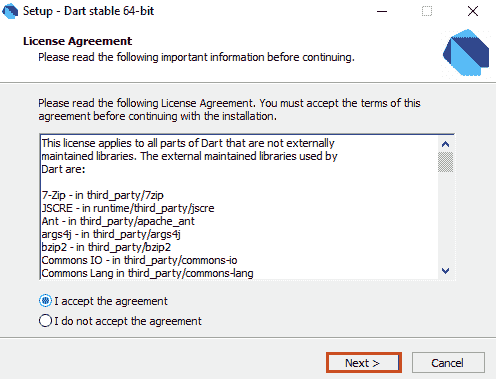 Setup - Dart stable 64-bit
License Agreement
Please read the following important information before continuing.
Please read the following License Agreement. You must accept the terms of this
agreement before continuing with the installation.
This license applies to all parts of Dart that are not externally
maintained libraries. The external maintained libraries used by
Dart are:
7-Zip - in third_party/7zip
JSCRE - in runtime/third_party/jscre
Ant - in third_party/apache_ant
args4j - in third_party/args4j
bzip2 - in third_party/bzip2
Commons IO - in third_party/commons-io
Commons Lang in third_party/commons-lang
I accept the agreement
I do not accept the agreement
Next >
Cancel